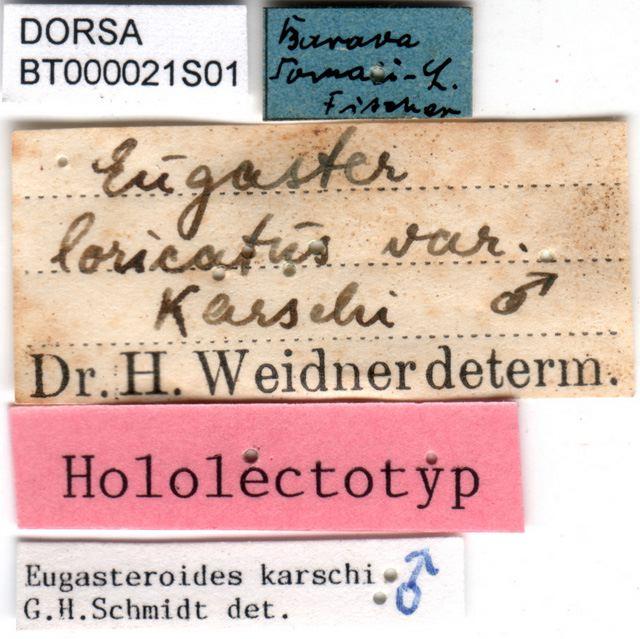 DORSA
BT000021S01
Barava
Somali-L.
Fischer
Eugaster
loricatus var.
Karschi ♂
Dr. H. Weidner determ.
Hololectotyp
Eugasteroides karschi ♂
G.H.Schmidt det.